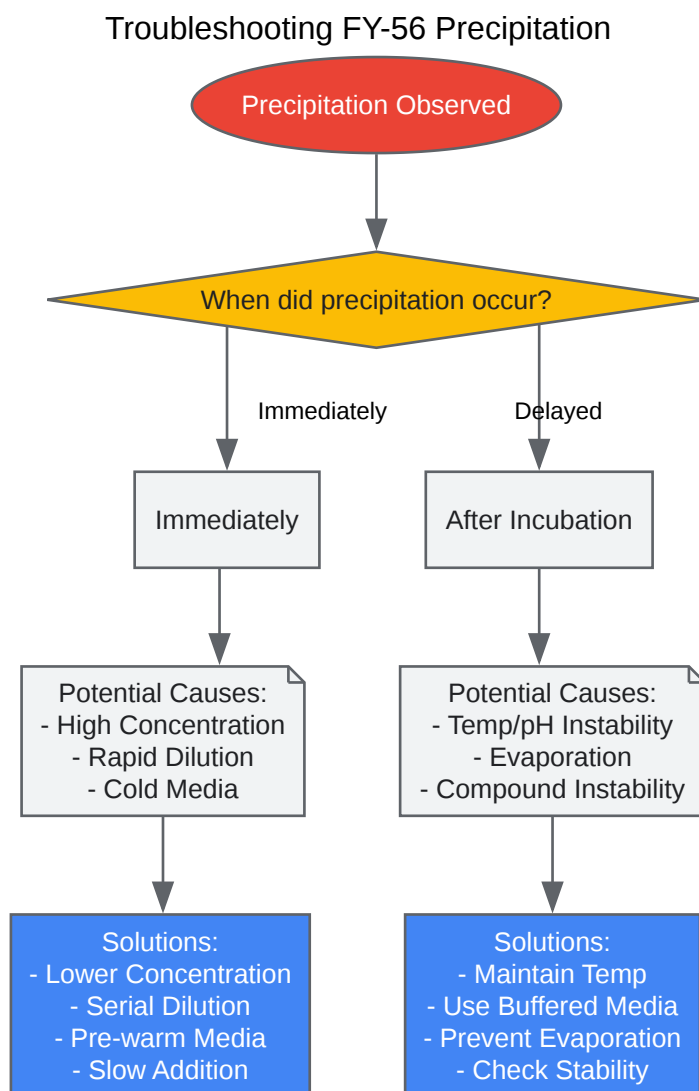 Troubleshooting FY-56 Precipitation
Precipitation Observed
When did precipitation occur?
Immediately
Delayed
Immediately
After Incubation
Potential Causes:
- High Concentration
- Rapid Dilution
- Cold Media
Potential Causes:
- Temp/pH Instability
- Evaporation
- Compound Instability
Solutions:
- Lower Concentration
- Serial Dilution
- Pre-warm Media
- Slow Addition
Solutions:
- Maintain Temp
- Use Buffered Media
- Prevent Evaporation
- Check Stability